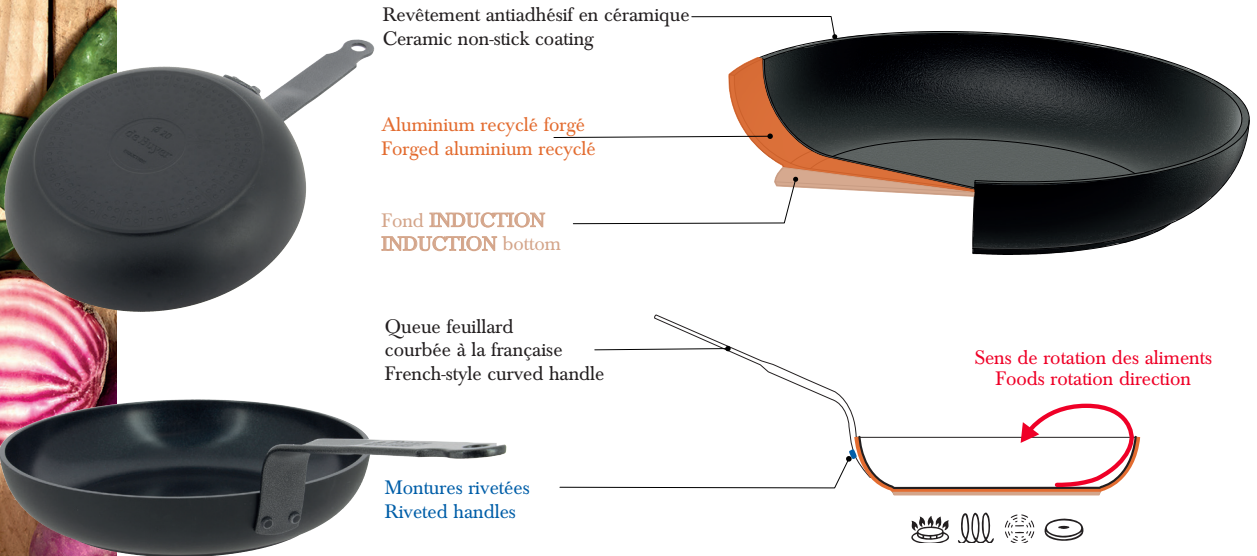 Revêtement antiadhésif en céramique
Ceramic non-stick coating
Aluminium recyclé forgé
Forged aluminium recyclé
Fond INDUCTION
INDUCTION bottom
de Buyer
Queue feuillard
courbée à la française
French-style curved handle
Sens de rotation des aliments
Foods rotation direction
Montures rivetées
Riveted handles